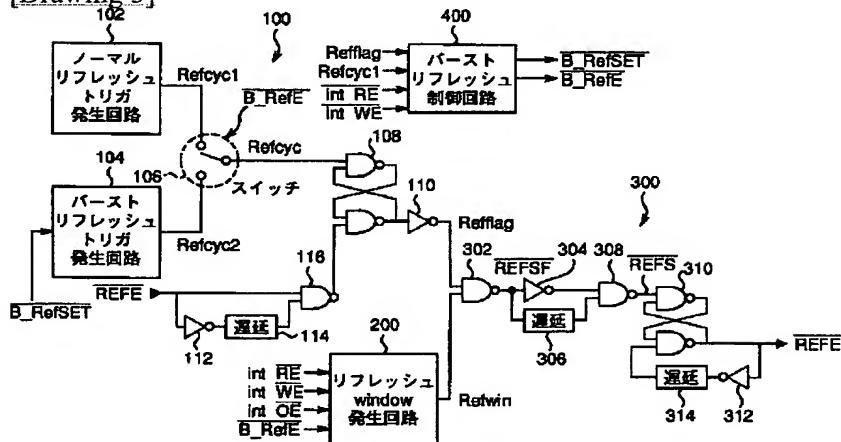 [Drawing 3]
102
ノーマル
リフレッシュ
トリガ
発生回路
Refcyc1
100
B_RefE
400
Refflag
Refcyc1
int RE
int WE
バースト
リフレッシュ
制御回路
B_RefSET
B_RefE
104
バースト
リフレッシュ
トリガ
発生回路
106
スイッチ
Refcyc
Refcyc2
108
110
Refflag
B_RefSET
REFE
112
遅延
114
116
200
int RE
int WE
int OE
B_RefE
リフレッシュ
window
発生回路
Refwin
300
302
REFSF
304
遅延
306
308
REFS
310
REFE
遅延
314
312